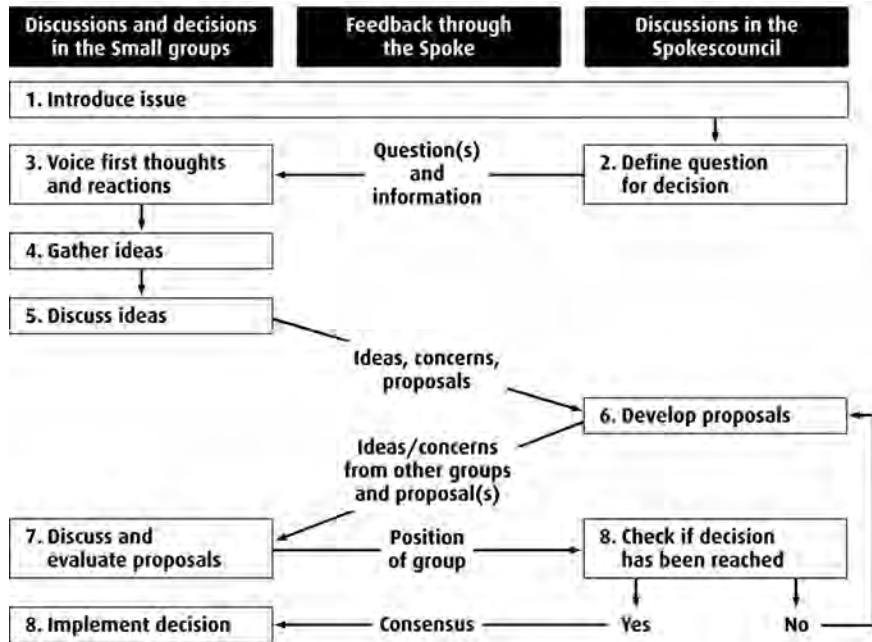 Discussions and decisions
in the Small groups
Feedback through
the Spoke
Discussions in the
Spokescouncil
1. Introduce issue
3. Voice first thoughts
and reactions
Question(s)
and
information
2. Define question
for decision
4. Gather ideas
5. Discuss ideas
Ideas, concerns,
proposals
6. Develop proposals
Ideas/concerns
from other groups
and proposal(s)
7. Discuss and
evaluate proposals
Position
of group
8. Check if decision
has been reached
8. Implement decision
Consensus
Yes
No